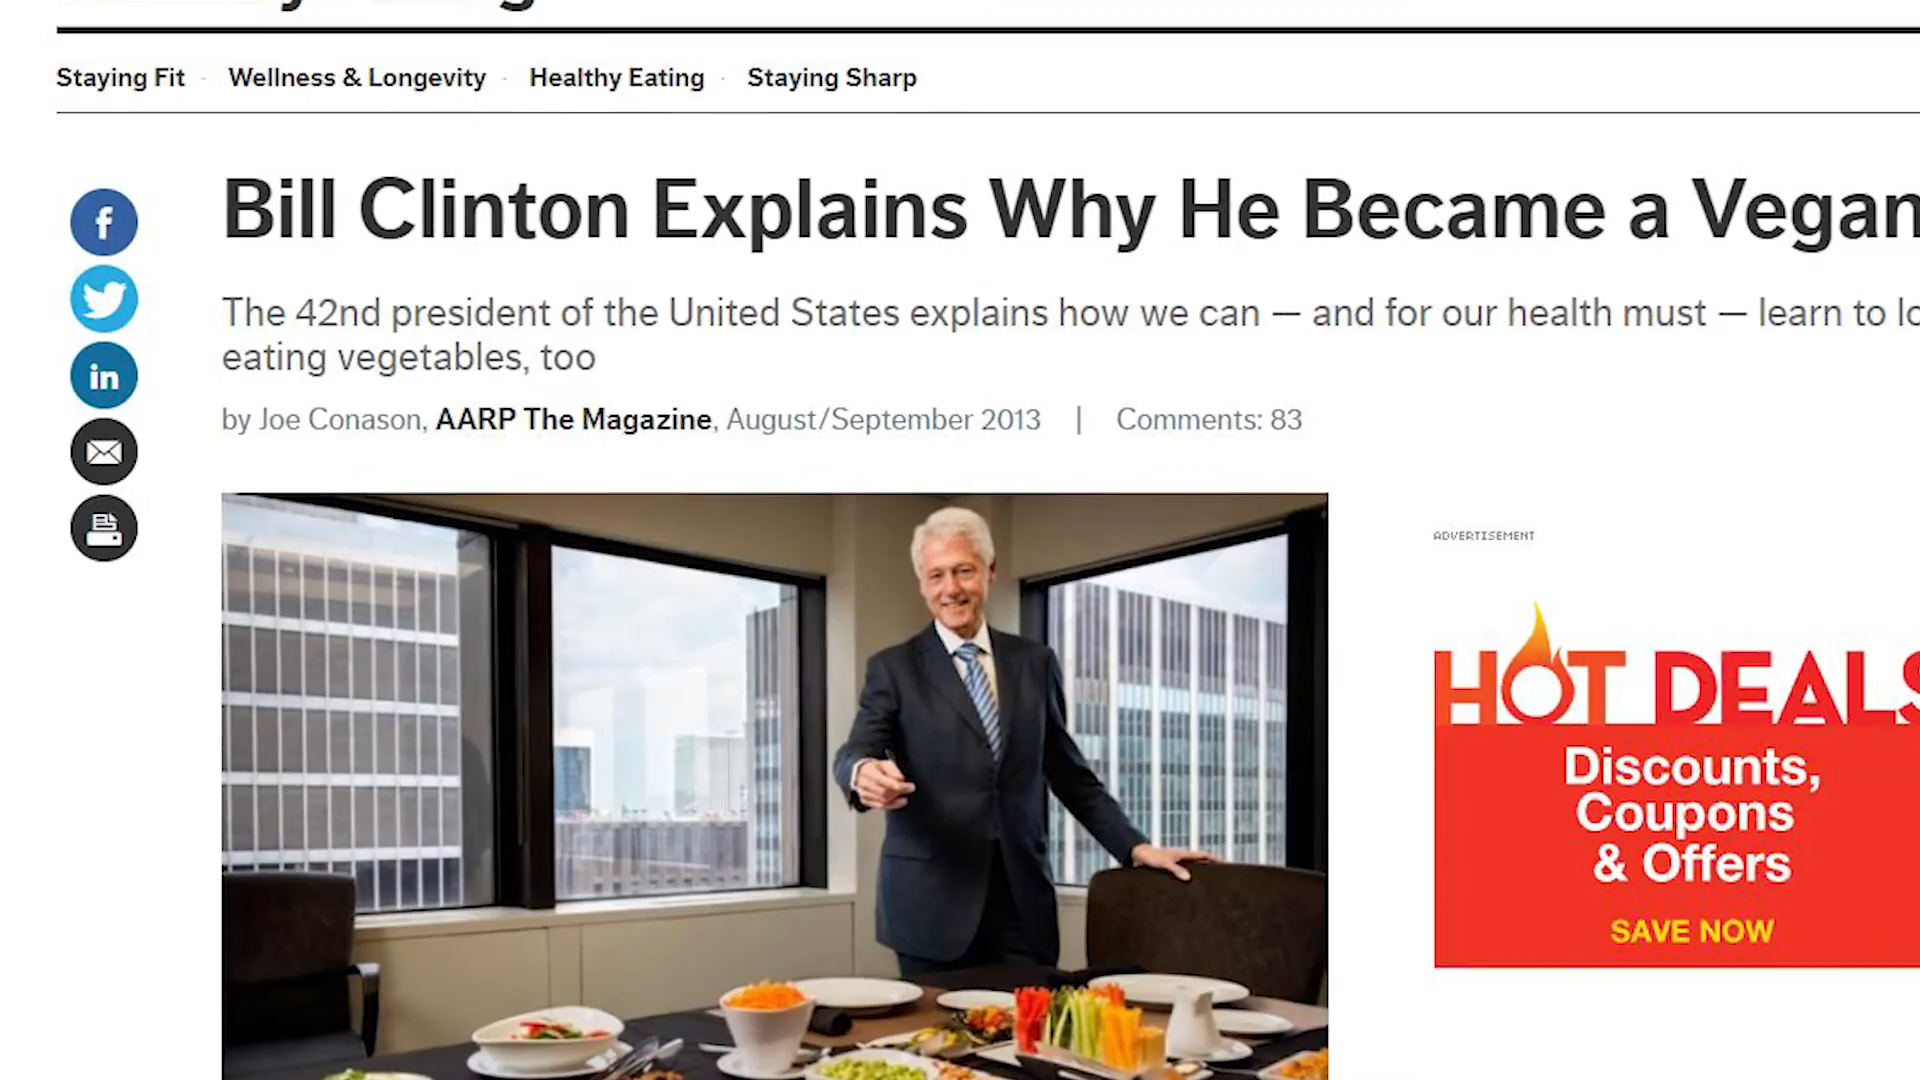 Staying Fit · Wellness & Longevity · Healthy Eating · Staying Sharp
Bill Clinton Explains Why He Became a Vegan
The 42nd president of the United States explains how we can — and for our health must — learn to
eating vegetables, too
by Joe Conason, AARP The Magazine, August/September 2013 | Comments: 83
f
in
ADVERTISEMENT
HOT DEALS
Discounts,
Coupons
& Offers
SAVE NOW